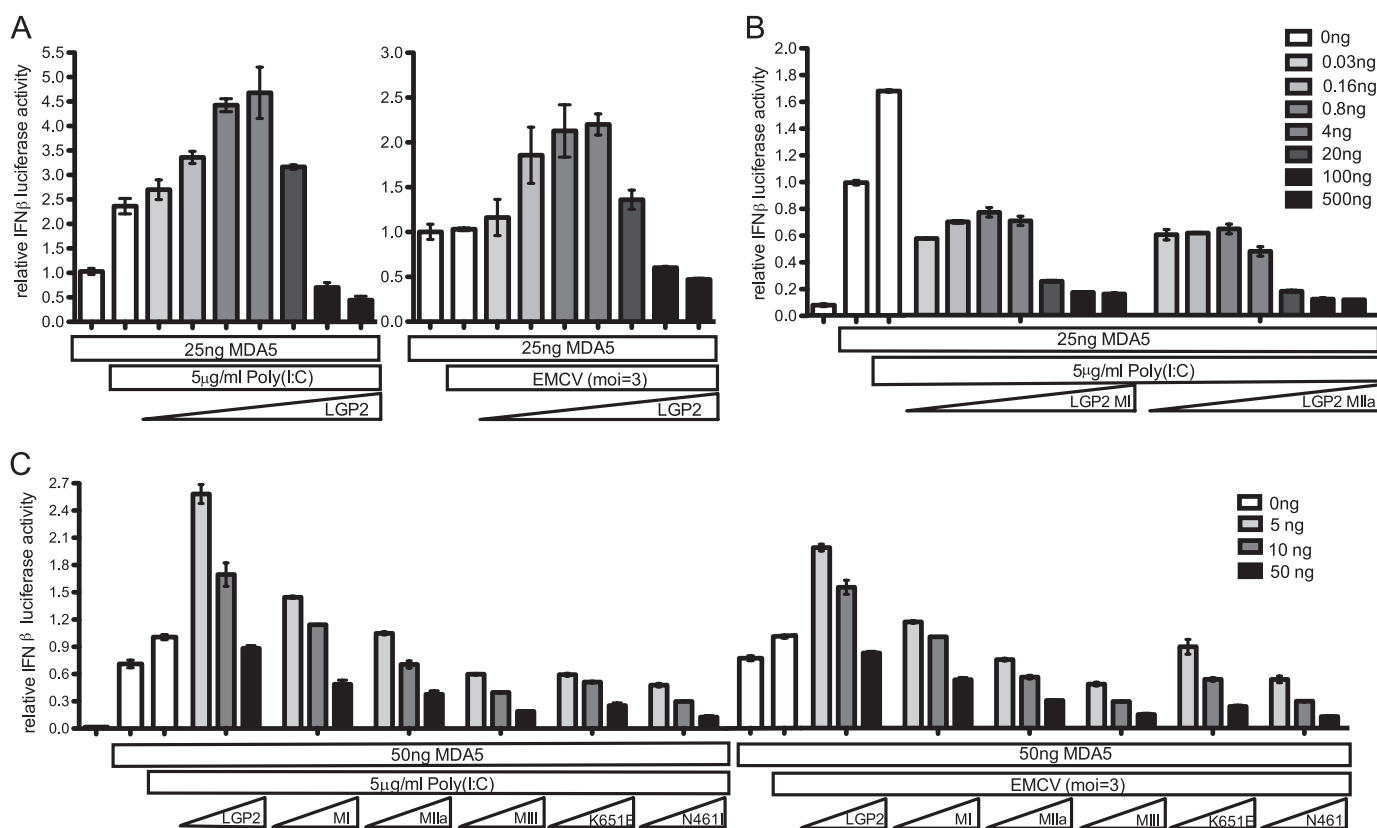 A
relative IFNβ luciferase activity
5.5
5.0
4.5
4.0
3.5
3.0
2.5
2.0
1.5
1.0
0.5
0.0
25ng MDA5
5μg/ml Poly(I:C)
LGP2
3.0
2.5
2.0
1.5
1.0
0.5
0.0
25ng MDA5
EMCV (moi=3)
LGP2
B
relative IFNβ luciferase activity
2.0
1.8
1.6
1.4
1.2
1.0
0.8
0.6
0.4
0.2
0.0
0ng
0.03ng
0.16ng
0.8ng
4ng
20ng
100ng
500ng
25ng MDA5
5μg/ml Poly(I:C)
LGP2 MI
LGP2 MIIa
C
relative IFN β luciferase activity
2.7
2.4
2.1
1.8
1.5
1.2
0.9
0.6
0.3
0.0
0ng
5 ng
10 ng
50 ng
50ng MDA5
5μg/ml Poly(I:C)
LGP2
MI
MIIa
MIII
K651E
N461I
50ng MDA5
EMCV (moi=3)
LGP2
MI
MIIa
MIII
K651E
N461